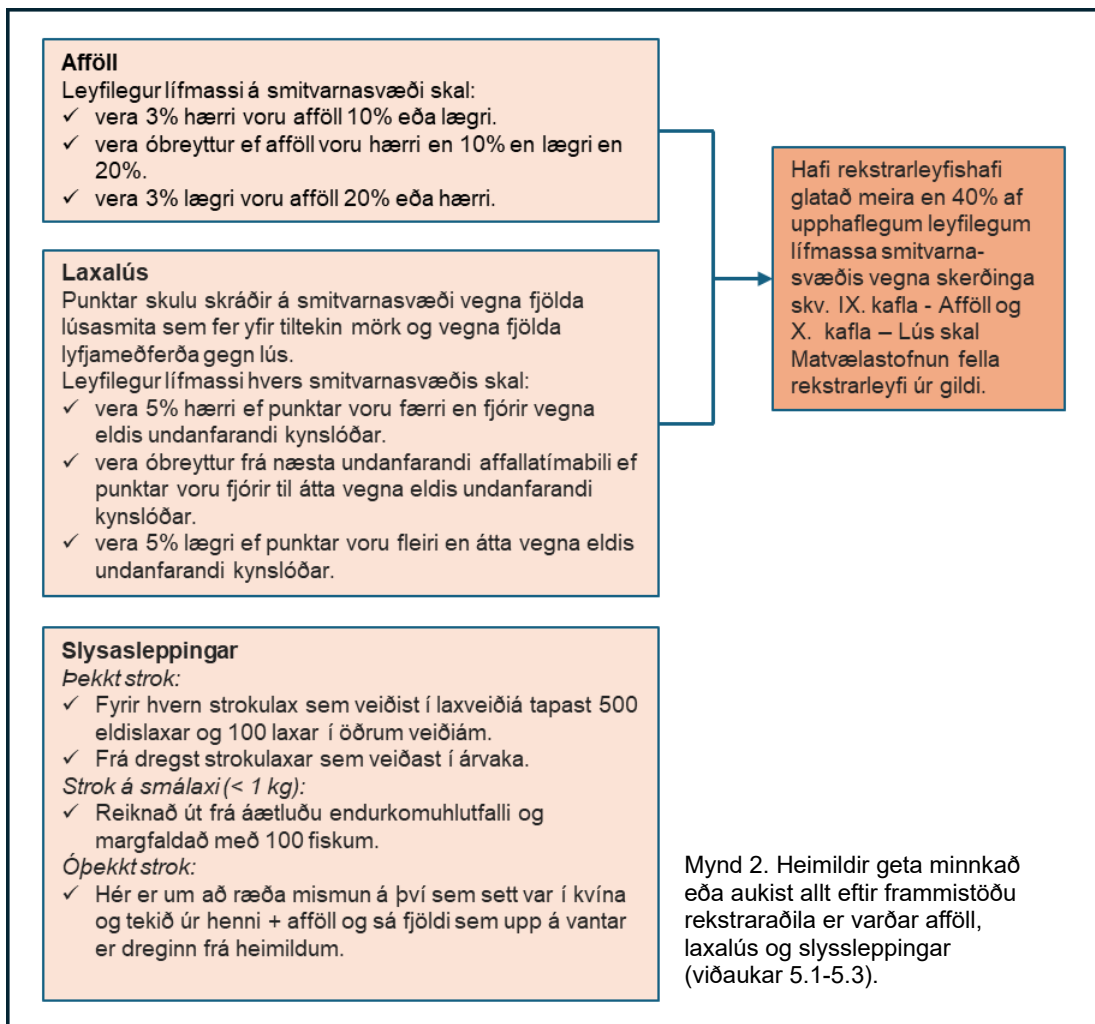 Afföll
Leyfilegur lífmassi á smitvarnasvæði skal:
✓ vera 3% hærri voru afföll 10% eða lægri.
✓ vera óbreyttur ef afföll voru hærri en 10% en lægri en
20%.
✓ vera 3% lægri voru afföll 20% eða hærri.
Laxalús
Punktar skulu skráðir á smitvarnasvæði vegna fjölda
lúsasmita sem fer yfir tiltekin mörk og vegna fjölda
lyfjameðferða gegn lús.
Leyfilegur lífmassi hvers smitvarnasvæðis skal:
✓ vera 5% hærri ef punktar voru færri en fjórir vegna
eldis undanfarandi kynslóðar.
✓ vera óbreyttur frá næsta undanfarandi affallatímabili ef
punktar voru fjórir til átta vegna eldis undanfarandi
kynslóðar.
✓ vera 5% lægri ef punktar voru fleiri en átta vegna eldis
undanfarandi kynslóðar.
Slysasleppingar
Þekkt strok:
✓ Fyrir hvern strokulax sem veiðist í laxveiðiá tapast 500
eldislaxar og 100 laxar í öðrum veiðiám.
✓ Frá dregst strokulaxar sem veiðast í árvaka.
Strok á smálaxi (< 1 kg):
✓ Reiknað út frá áætluðu endurkomuhlutfalli og
margfaldað með 100 fiskum.
Óþekkt strok:
✓ Hér er um að ræða mismun á því sem sett var í kvína
og tekið úr henni + afföll og sá fjöldi sem upp á vantar
er dreginn frá heimildum.
Hafi rekstrarleyfishafi
glatað meira en 40% af
upphaflegum leyfilegum
lífmassa smitvarna-
svæðis vegna skerðinga
skv. IX. kafla - Afföll og
X. kafla – Lús skal
Matvælastofnun fella
rekstrarleyfi úr gildi.
Mynd 2. Heimildir geta minnkað
eða aukist allt eftir frammistöðu
rekstraraðila er varðar afföll,
laxalús og slyssleppingar
(viðaukar 5.1-5.3).